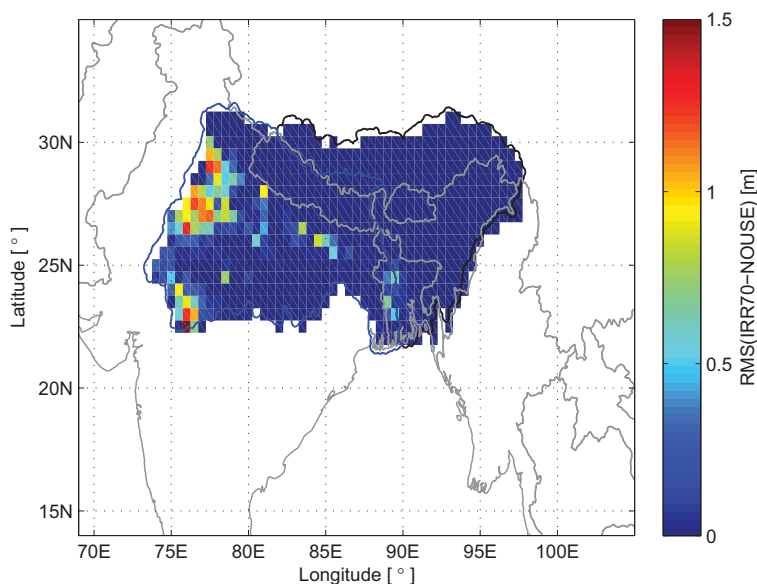 30N
25N
20N
15N
Latitude [ ° ]
70E 75E 80E 85E 90E 95E 100E
Longitude [ ° ]
1.5
1
0.5
0
RMS(IRR70−NOUSE) [m]